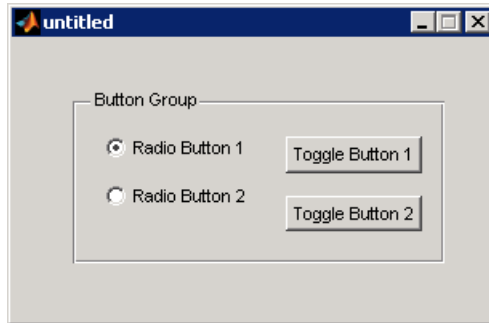 untitled
Button Group
Radio Button 1
Toggle Button 1
Radio Button 2
Toggle Button 2